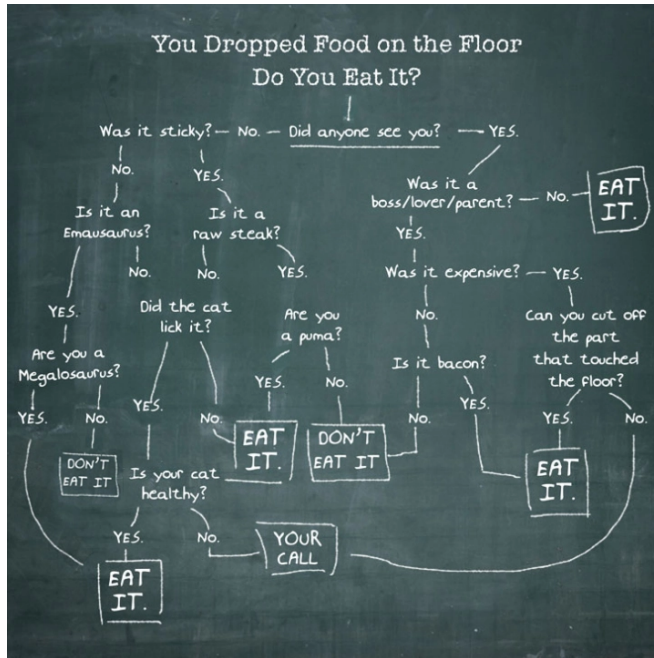 You Dropped Food on the Floor
Do You Eat It?
Was it sticky? No. Did anyone see you? YES.
No.
YES.
Was it a
boss/lover/parent?
No.
EAT
IT.
Is it an
Emausaurus?
Is it a
raw steak?
YES.
No.
No.
YES.
Was it expensive? YES.
YES.
Did the cat
lick it?
Are you
a puma?
No.
Can you cut off
the part
that touched
the floor?
Are you a
Megalosaurus?
Is it bacon?
YES.
No.
YES.
No.
YES.
No.
No.
YES.
YES.
No.
DON'T
EAT IT
Is your cat
healthy?
EAT
IT.
DON'T
EAT IT
EAT
IT.
YES.
No.
YOUR
CALL
EAT
IT.